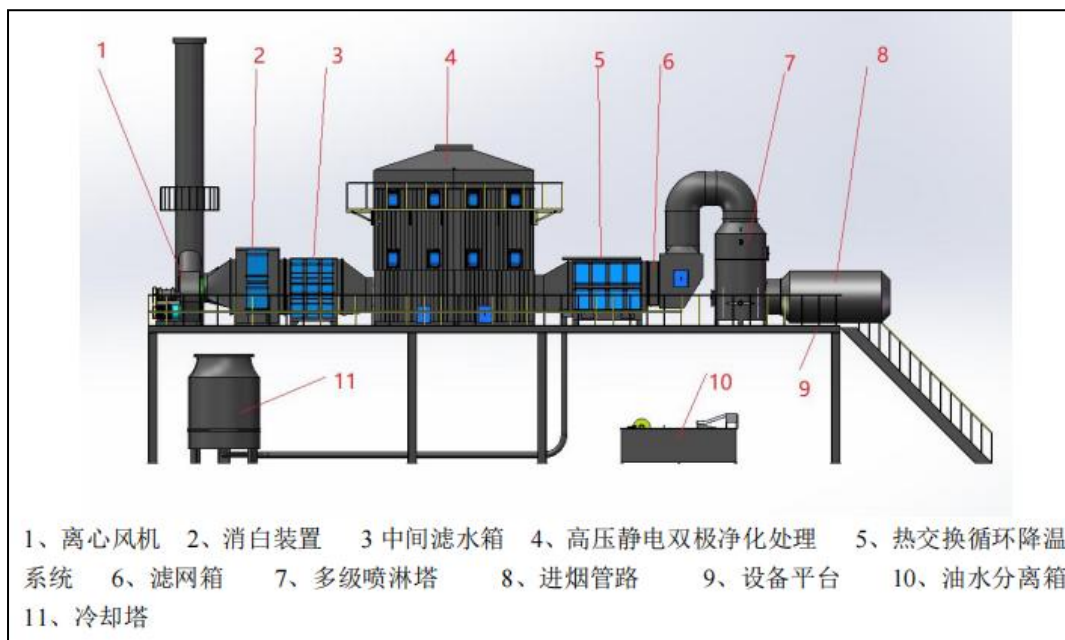 1 2 3 4 5 6 7 8
11 10 9
1、离心风机 2、消白装置 3 中间滤水箱 4、高压静电双极净化处理 5、热交换循环降温
系统 6、滤网箱 7、多级喷淋塔 8、进烟管路 9、设备平台 10、油水分离箱
11、冷却塔